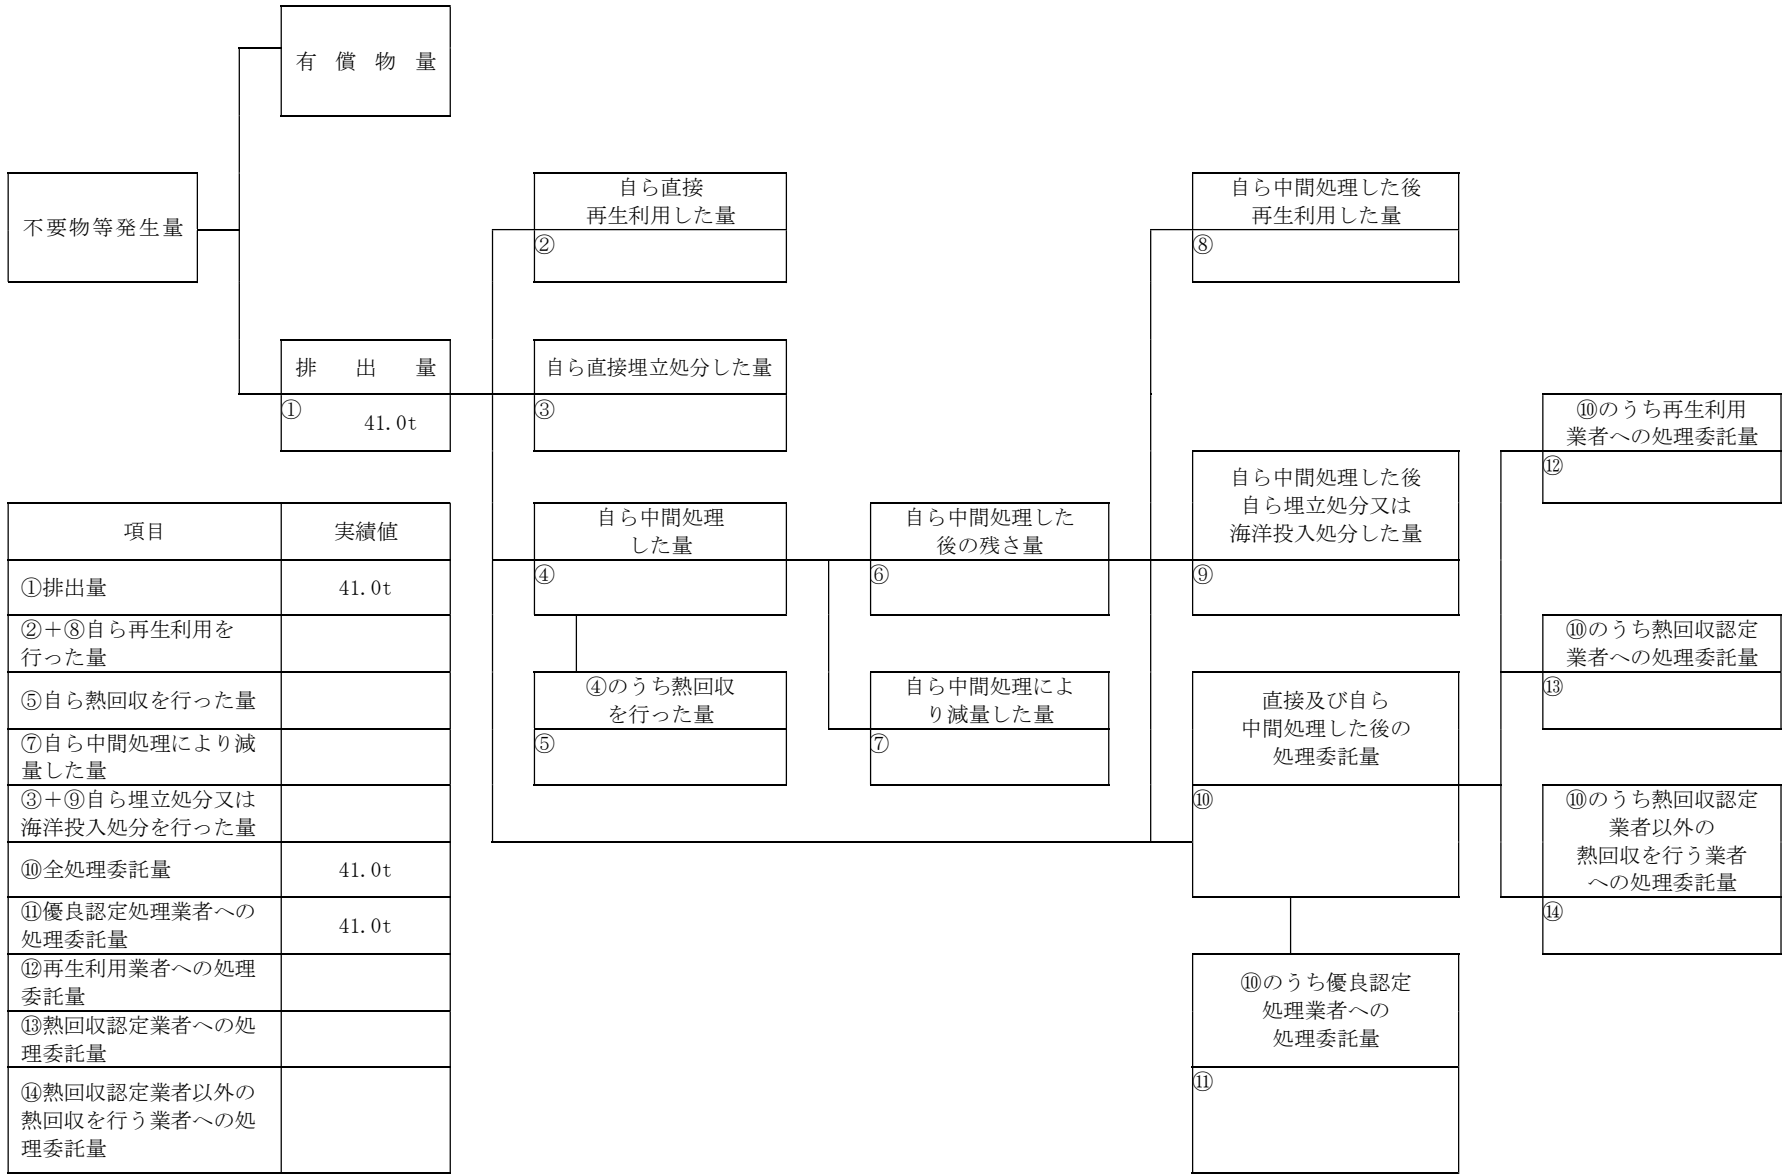 有償物量
不要物等発生量
自ら直接
再生利用した量
②
自ら中間処理した後
再生利用した量
⑧
排出量
①
41.0t
自ら直接埋立処分した量
③
⑩のうち再生利用
業者への処理委託量
⑫
自ら中間処理
した量
④
自ら中間処理した
後の残さ量
⑥
自ら中間処理した後
自ら埋立処分又は
海洋投入処分した量
⑨
⑩のうち熱回収認定
業者への処理委託量
⑬
④のうち熱回収
を行った量
⑤
自ら中間処理によ
り減量した量
⑦
直接及び自ら
中間処理した後の
処理委託量
⑩
⑩のうち熱回収認定
業者以外の
熱回収を行う業者
への処理委託量
⑭
⑩のうち優良認定
処理業者への
処理委託量
⑪
項目 実績値
①排出量 41.0t
②+⑧自ら再生利用を
行った量
⑤自ら熱回収を行った量
⑦自ら中間処理により減
量した量
③+⑨自ら埋立処分又は
海洋投入処分を行った量
⑩全処理委託量 41.0t
⑪優良認定処理業者への
処理委託量 41.0t
⑫再生利用業者への処理
委託量
⑬熱回収認定業者への処
理委託量
⑭熱回収認定業者以外の
熱回収を行う業者への処
理委託量